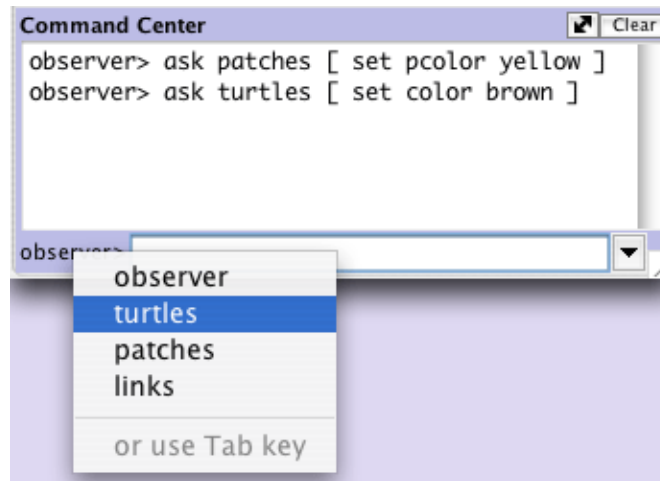 Command Center Clear
observer> ask patches [ set pcolor yellow ]
observer> ask turtles [ set color brown ]
observer>
observer
turtles
patches
links
or use Tab key